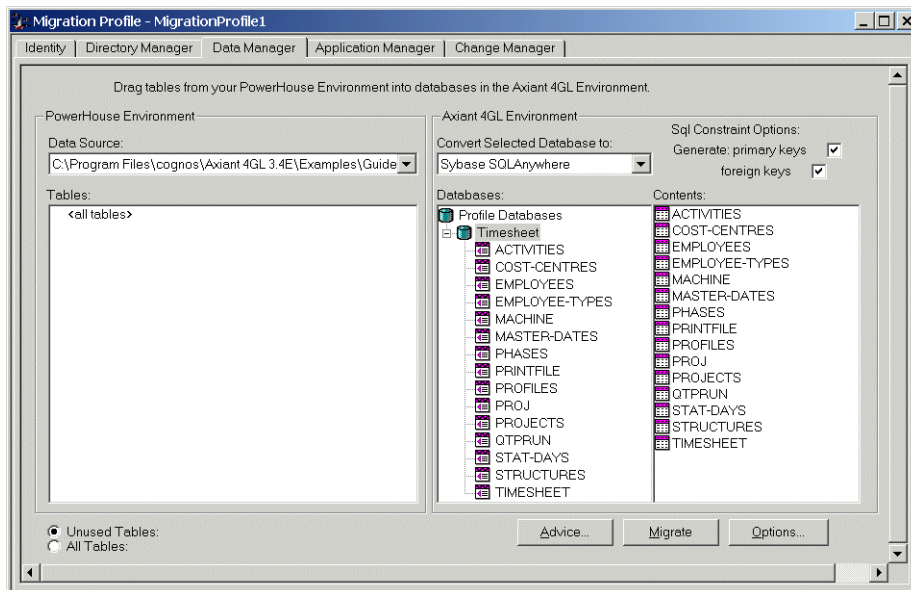 Migration Profile - MigrationProfile1
Identity
Directory Manager
Data Manager
Application Manager
Change Manager
Drag tables from your PowerHouse Environment into databases in the Axiant 4GL Environment.
PowerHouse Environment
Data Source:
C:\Program Files\cognos\Axiant 4GL 3.4E\Examples\Guide
Tables:
<all tables>
Unused Tables:
All Tables:
Axiant 4GL Environment
Convert Selected Database to:
Sybase SQLAnywhere
Sql Constraint Options:
Generate: primary keys
foreign keys
Databases:
Profile Databases
Timesheet
ACTIVITIES
COST-CENTRES
EMPLOYEES
EMPLOYEE-TYPES
MACHINE
MASTER-DATES
PHASES
PRINTFILE
PROFILES
PROJ
PROJECTS
QTPRUN
STAT-DAYS
STRUCTURES
TIMESHEET
Contents:
ACTIVITIES
COST-CENTRES
EMPLOYEES
EMPLOYEE-TYPES
MACHINE
MASTER-DATES
PHASES
PRINTFILE
PROFILES
PROJ
PROJECTS
QTPRUN
STAT-DAYS
STRUCTURES
TIMESHEET
Advice...
Migrate
Options...